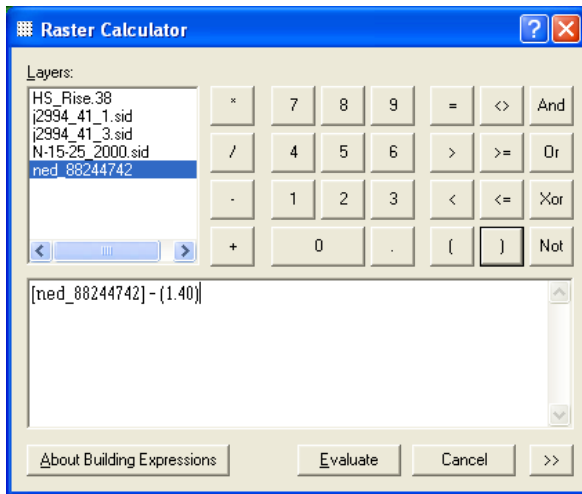 Raster Calculator
Layers:
HS_Rise.38
j2994_41_1.sid
j2994_41_3.sid
N-15-25_2000.sid
ned_88244742
* 7 8 9 = <> And
/ 4 5 6 > >= Or
- 1 2 3 < <= Xor
+ 0 . ( ) Not
[ned_88244742] - (1.40)
About Building Expressions Evaluate Cancel >>